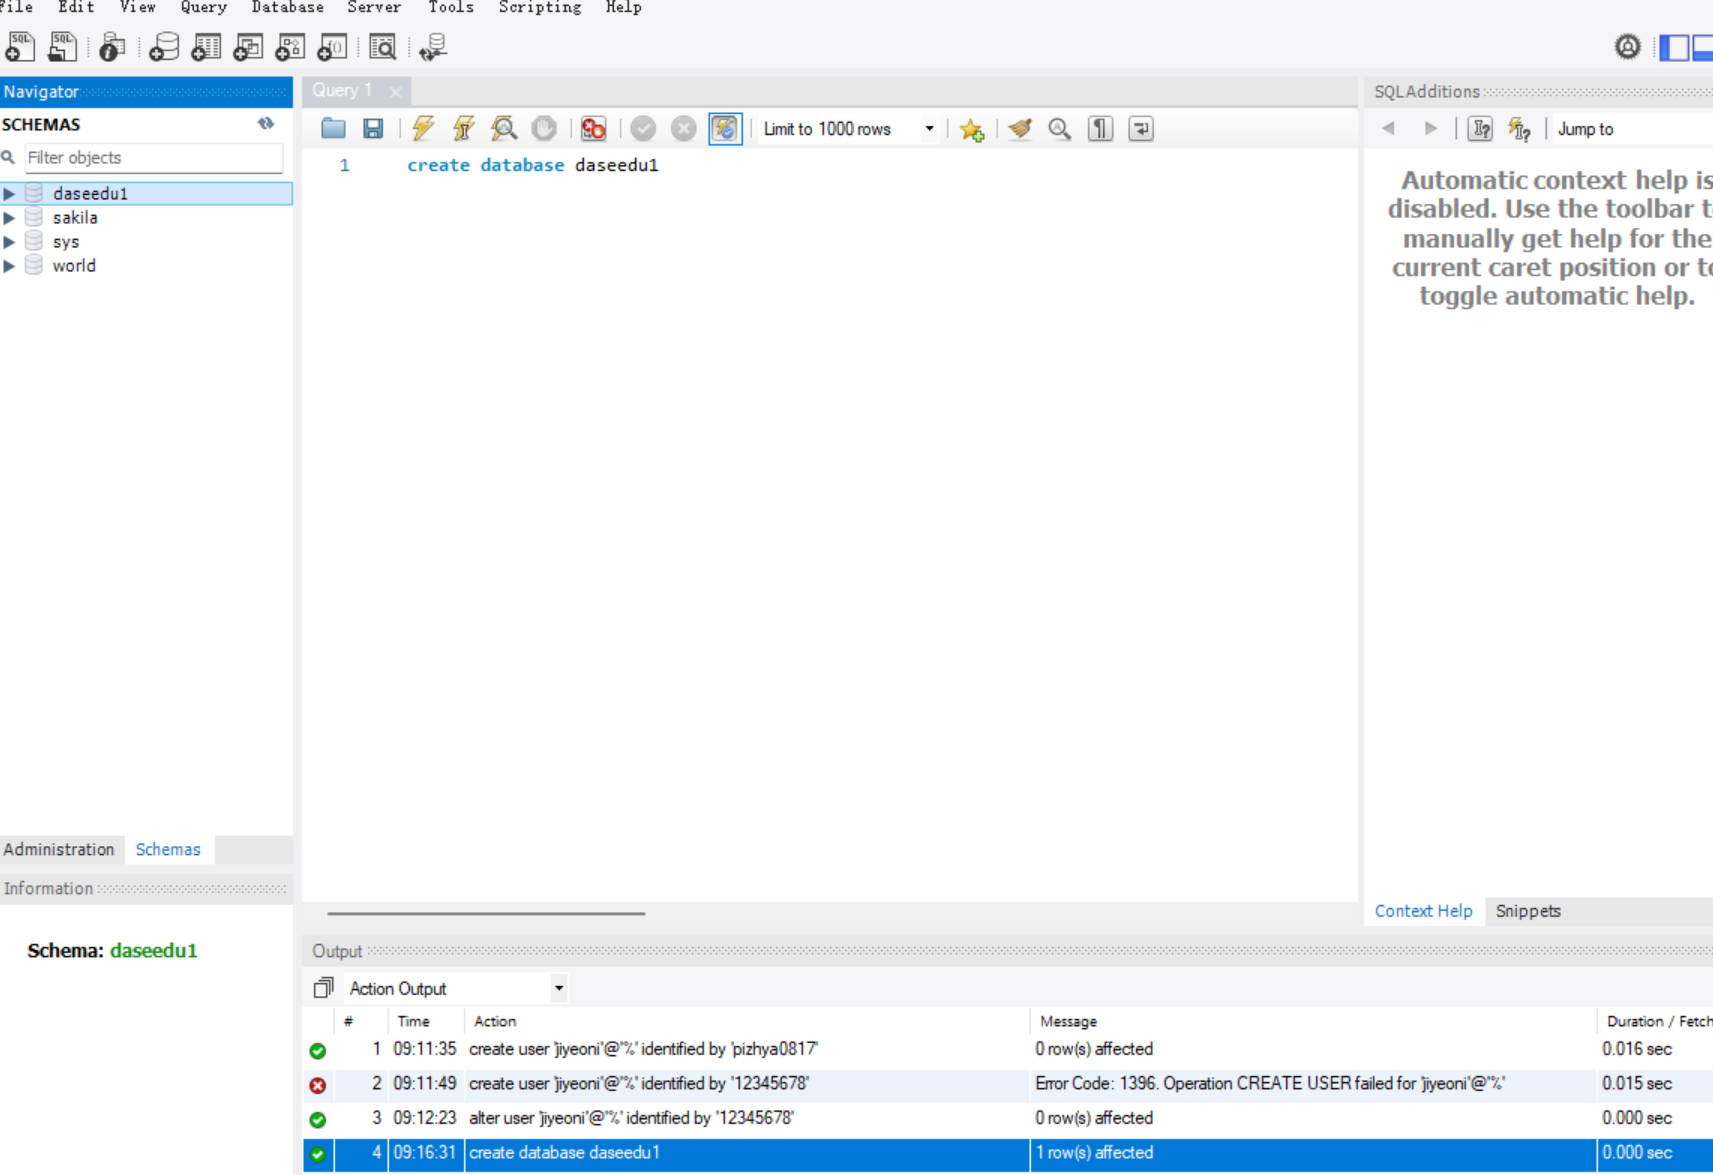 File Edit View Query Database Server Tools Scripting Help
SQL SQL
Navigator
SCHEMAS
Filter objects
daseedu1
sakila
sys
world
Administration Schemas
Information
Schema: daseedu1
Query 1
Limit to 1000 rows
1 create database daseedu1
SQLAdditions
Jump to
Automatic context help is
disabled. Use the toolbar to
manually get help for the
current caret position or to
toggle automatic help.
Context Help Snippets
Output
Action Output
# Time Action Message Duration / Fetch
1 09:11:35 create user 'jiyeoni'@'%' identified by 'pizhya0817' 0 row(s) affected 0.016 sec
2 09:11:49 create user 'jiyeoni'@'%' identified by '12345678' Error Code: 1396. Operation CREATE USER failed for 'jiyeoni'@'%' 0.015 sec
3 09:12:23 alter user 'jiyeoni'@'%' identified by '12345678' 0 row(s) affected 0.000 sec
4 09:16:31 create database daseedu1 1 row(s) affected 0.000 sec